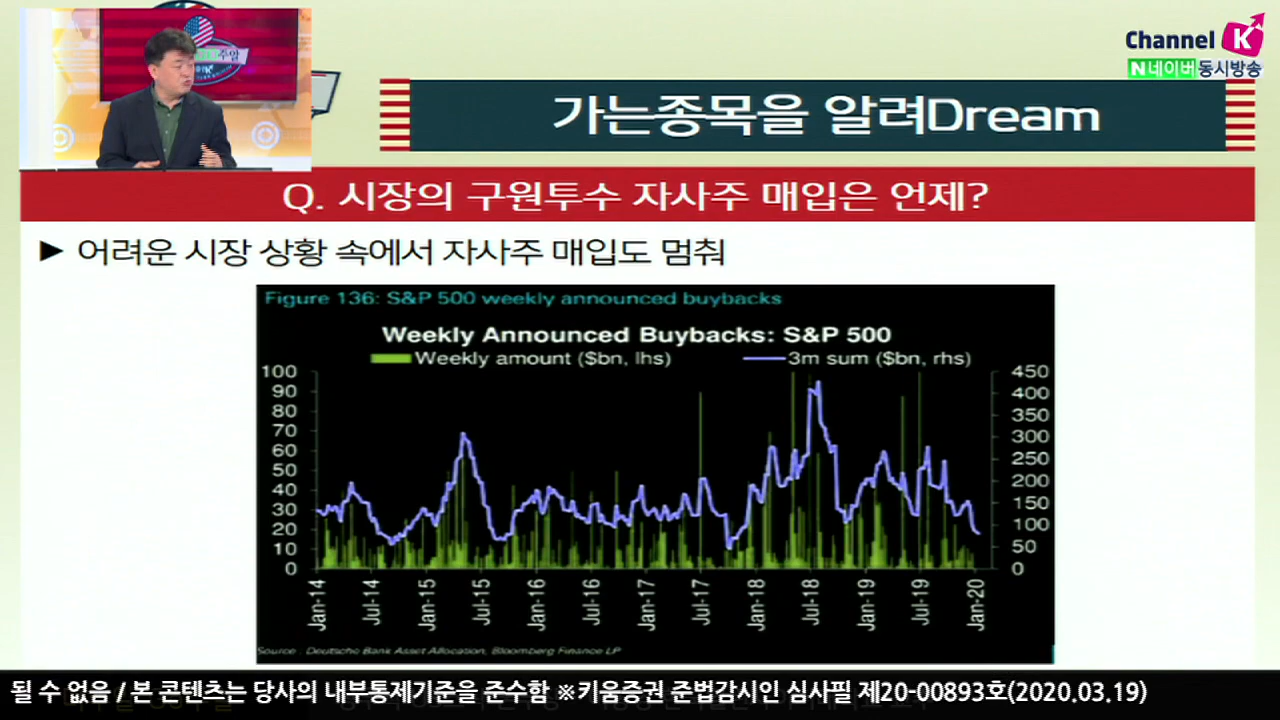 Channel K
N 네이버 동시방송
가는종목을 알려Dream
Q. 시장의 구원투수 자사주 매입은 언제?
▶ 어려운 시장 상황 속에서 자사주 매입도 멈춰
Figure 136: S&P 500 weekly announced buybacks
Weekly Announced Buybacks: S&P 500
Weekly amount ($bn, lhs) 3m sum ($bn, rhs)
100 450
90 400
80 350
70 300
60 250
50 200
40 150
30 100
20 50
10 0
0
Jan-14 Jul-14 Jan-15 Jul-15 Jan-16 Jul-16 Jan-17 Jul-17 Jan-18 Jul-18 Jan-19 Jul-19 Jan-20
Source : Deutsche Bank Asset Allocation, Bloomberg Finance LP
될 수 없음 / 본 콘텐츠는 당사의 내부통제기준을 준수함 ※키움증권 준법감시인 심사필 제20-00893호(2020.03.19)